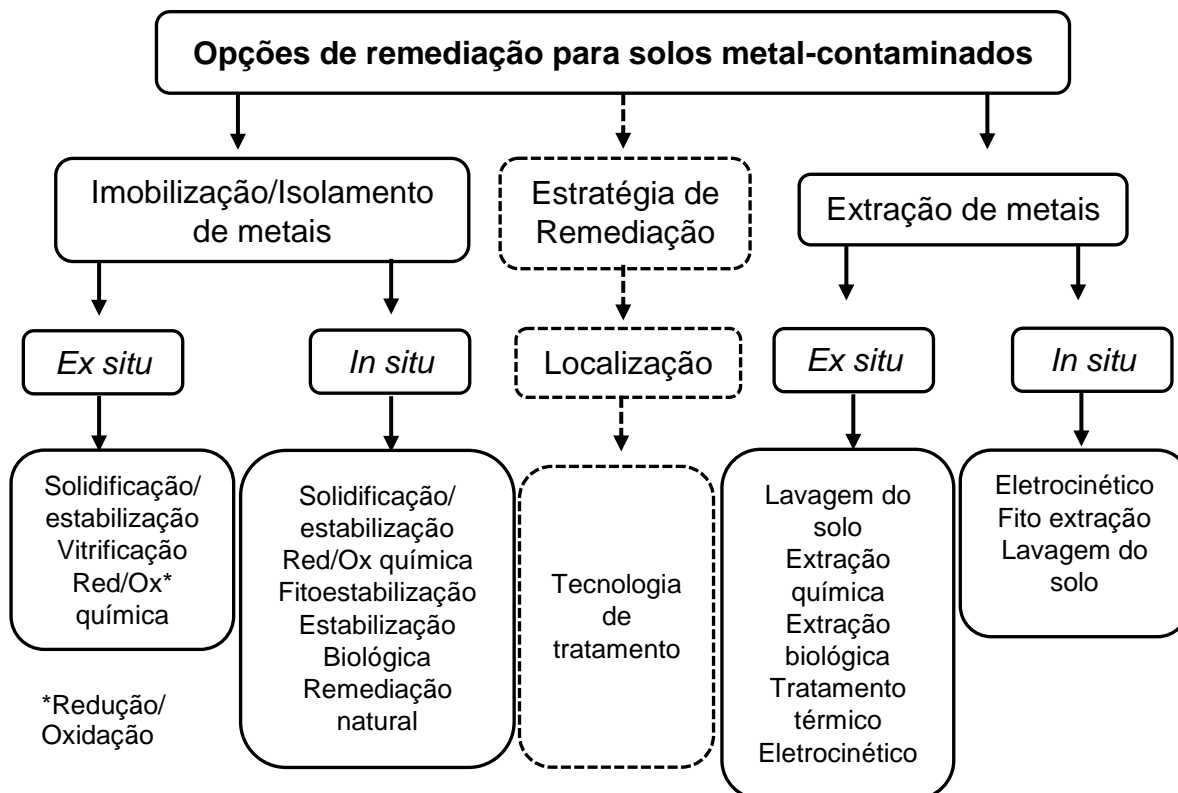 Opções de remediação para solos metal-contaminados
Imobilização/Isolamento
de metais
Estratégia de
Remediação
Extração de metais
Ex situ
In situ
Localização
Ex situ
In situ
Solidificação/
estabilização
Vitrificação
Red/Ox*
química
Solidificação/
estabilização
Red/Ox química
Fitoestabilização
Estabilização
Biológica
Remediação
natural
Tecnologia
de
tratamento
Lavagem do
solo
Extração
química
Extração
biológica
Tratamento
térmico
Eletrocinético
Eletrocinético
Fito extração
Lavagem do
solo
*Redução/
Oxidação